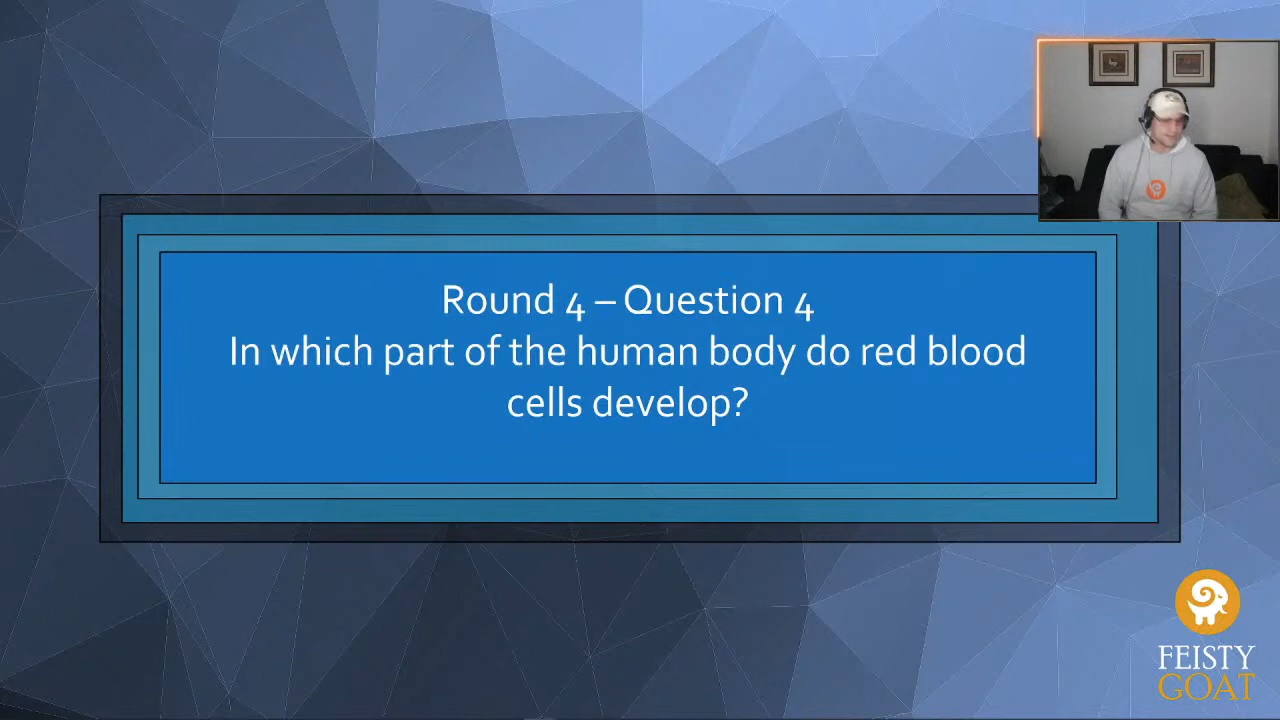 Round 4 – Question 4
In which part of the human body do red blood
cells develop?
FEISTY
GOAT